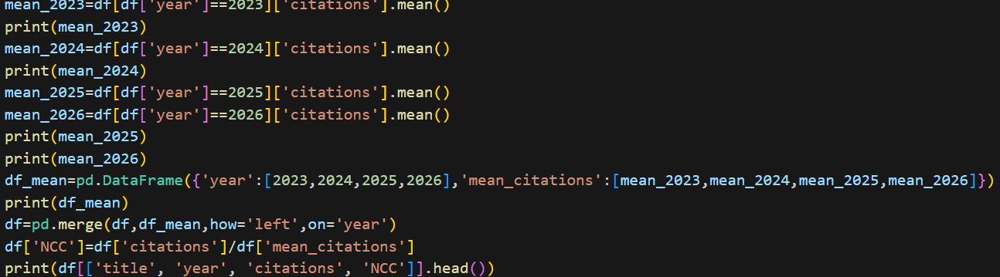 mean_2023=df[df['year']==2023]['citations'].mean()
print(mean_2023)
mean_2024=df[df['year']==2024]['citations'].mean()
print(mean_2024)
mean_2025=df[df['year']==2025]['citations'].mean()
mean_2026=df[df['year']==2026]['citations'].mean()
print(mean_2025)
print(mean_2026)
df_mean=pd.DataFrame({'year':[2023,2024,2025,2026],'mean_citations':[mean_2023,mean_2024,mean_2025,mean_2026]})
print(df_mean)
df=pd.merge(df,df_mean,how='left',on='year')
df['NCC']=df['citations']/df['mean_citations']
print(df[['title', 'year', 'citations', 'NCC']].head())